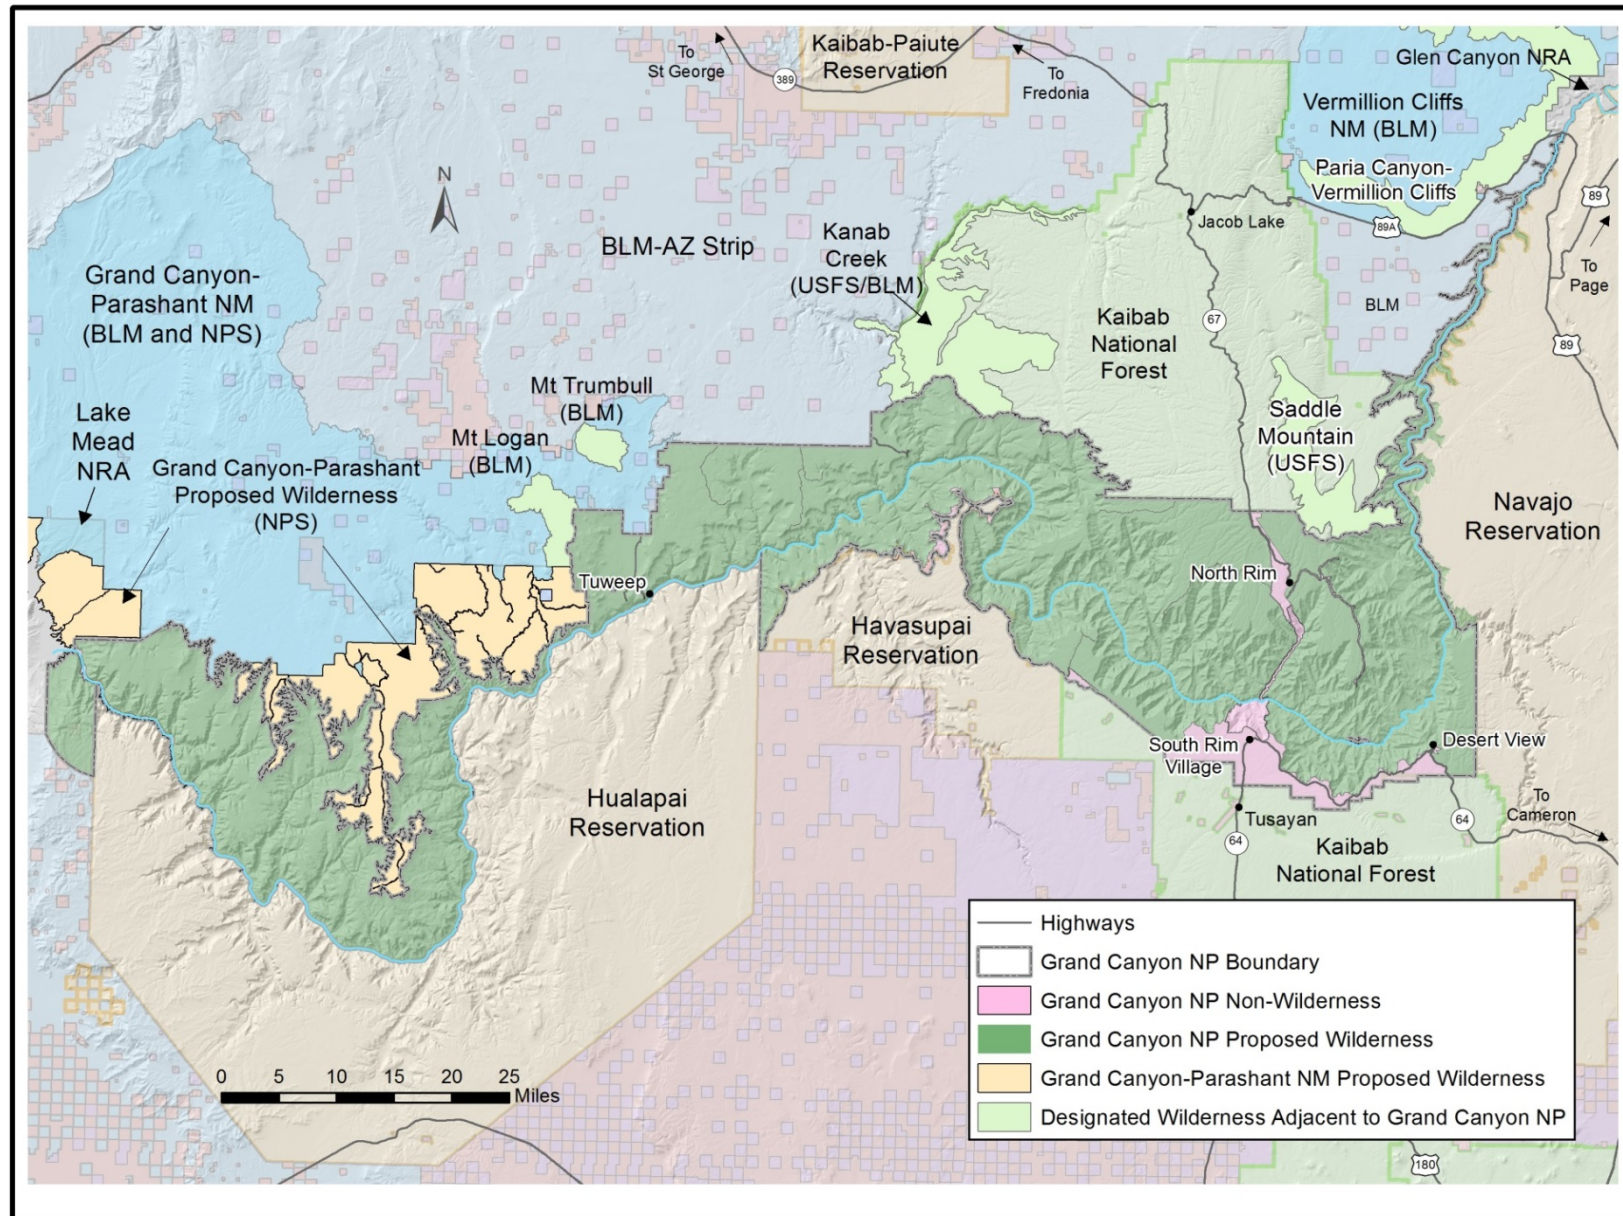 To
St George
389
Kaibab-Paiute
Reservation
To
Fredonia
Glen Canyon NRA
Vermillion Cliffs
NM (BLM)
Paria Canyon-
Vermillion Cliffs
89
89A
To
Page
N
Jacob Lake
Kanab
Creek
(USFS/BLM)
BLM-AZ Strip
Grand Canyon-
Parashant NM
(BLM and NPS)
BLM
67
Kaibab
National
Forest
89
Mt Trumbull
(BLM)
Lake
Mead
NRA
Mt Logan
(BLM)
Saddle
Mountain
(USFS)
Grand Canyon-Parashant
Proposed Wilderness
(NPS)
Navajo
Reservation
Tuweep
North Rim
Havasupai
Reservation
South Rim
Village
Desert View
Hualapai
Reservation
Tusayan
To
Cameron
64
64
Kaibab
National Forest
Highways
Grand Canyon NP Boundary
Grand Canyon NP Non-Wilderness
Grand Canyon NP Proposed Wilderness
Grand Canyon-Parashant NM Proposed Wilderness
Designated Wilderness Adjacent to Grand Canyon NP
0 5 10 15 20 25
Miles
180